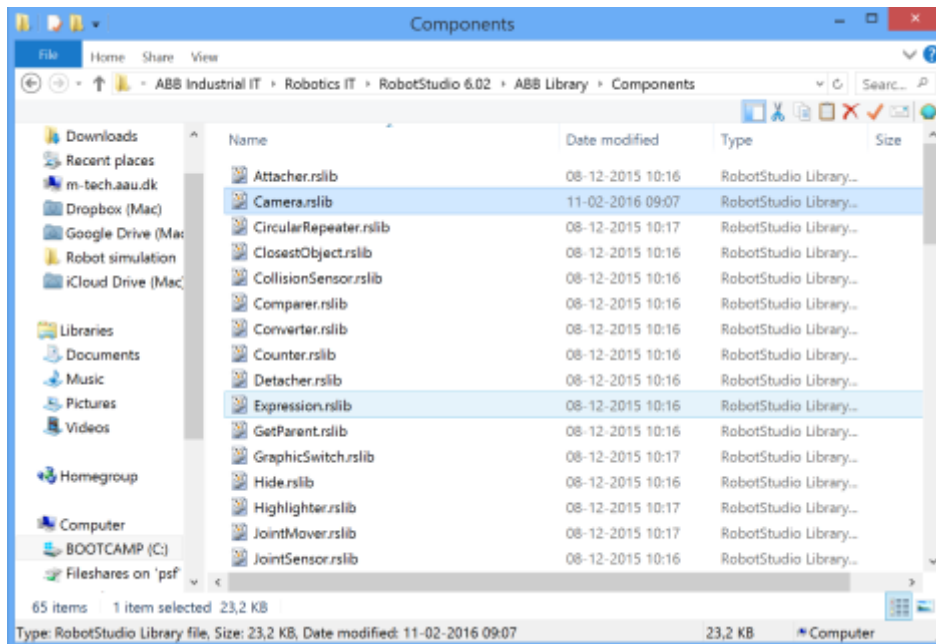 Components
File Home Share View
ABB Industrial IT Robotics IT RobotStudio 6.02 ABB Library Components Searc...
Name Date modified Type Size
Downloads
Recent places
m-tech.aau.dk
Dropbox (Mac)
Google Drive (Mac
Robot simulation
iCloud Drive (Mac)
Libraries
Documents
Music
Pictures
Videos
Homegroup
Computer
BOOTCAMP (C:)
Fileshares on 'psf'
Attacher.rslib 08-12-2015 10:16 RobotStudio Library...
Camera.rslib 11-02-2016 09:07 RobotStudio Library...
CircularRepeater.rslib 08-12-2015 10:17 RobotStudio Library...
ClosestObject.rslib 08-12-2015 10:16 RobotStudio Library...
CollisionSensor.rslib 08-12-2015 10:16 RobotStudio Library...
Comparer.rslib 08-12-2015 10:16 RobotStudio Library...
Converter.rslib 08-12-2015 10:16 RobotStudio Library...
Counter.rslib 08-12-2015 10:16 RobotStudio Library...
Detacher.rslib 08-12-2015 10:16 RobotStudio Library...
Expression.rslib 08-12-2015 10:16 RobotStudio Library...
GetParent.rslib 08-12-2015 10:16 RobotStudio Library...
GraphicSwitch.rslib 08-12-2015 10:17 RobotStudio Library...
Hide.rslib 08-12-2015 10:16 RobotStudio Library...
Highlighter.rslib 08-12-2015 10:17 RobotStudio Library...
JointMover.rslib 08-12-2015 10:17 RobotStudio Library...
JointSensor.rslib 08-12-2015 10:16 RobotStudio Library...
65 items 1 item selected 23,2 KB
Type: RobotStudio Library file, Size: 23,2 KB, Date modified: 11-02-2016 09:07 23,2 KB Computer